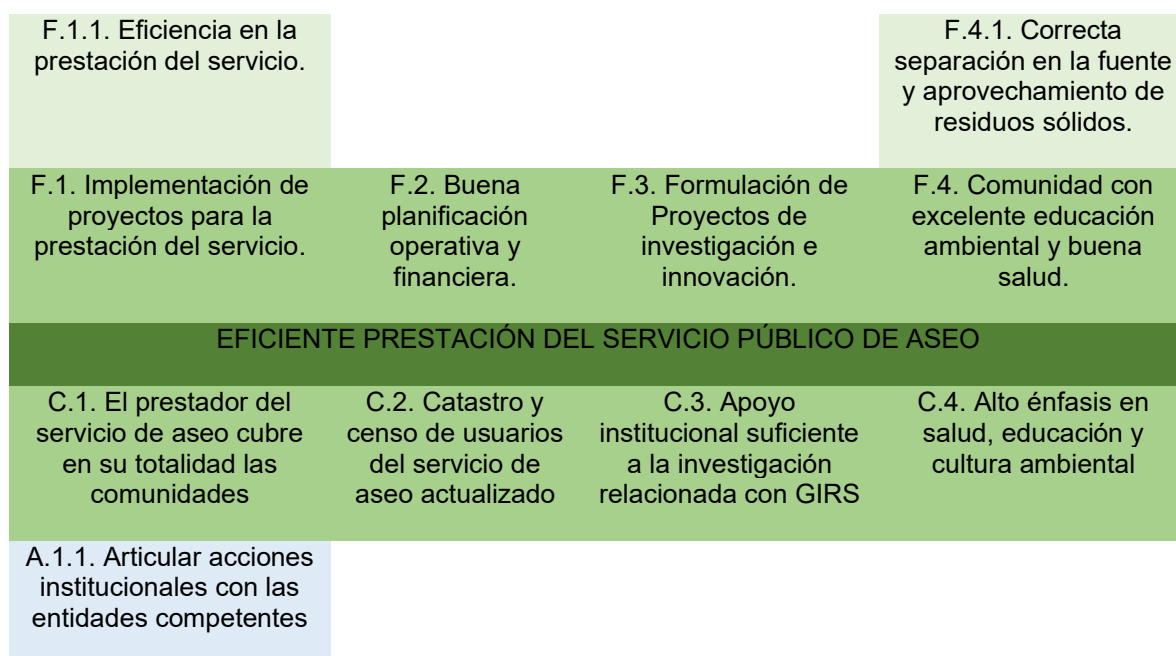 F.1.1. Eficiencia en la
prestación del servicio.
F.4.1. Correcta
separación en la fuente
y aprovechamiento de
residuos sólidos.
F.1. Implementación de
proyectos para la
prestación del servicio.
F.2. Buena
planificación
operativa y
financiera.
F.3. Formulación de
Proyectos de
investigación e
innovación.
F.4. Comunidad con
excelente educación
ambiental y buena
salud.
EFICIENTE PRESTACIÓN DEL SERVICIO PÚBLICO DE ASEO
C.1. El prestador del
servicio de aseo cubre
en su totalidad las
comunidades
C.2. Catastro y
censo de usuarios
del servicio de
aseo actualizado
C.3. Apoyo
institucional suficiente
a la investigación
relacionada con GIRS
C.4. Alto énfasis en
salud, educación y
cultura ambiental
A.1.1. Articular acciones
institucionales con las
entidades competentes